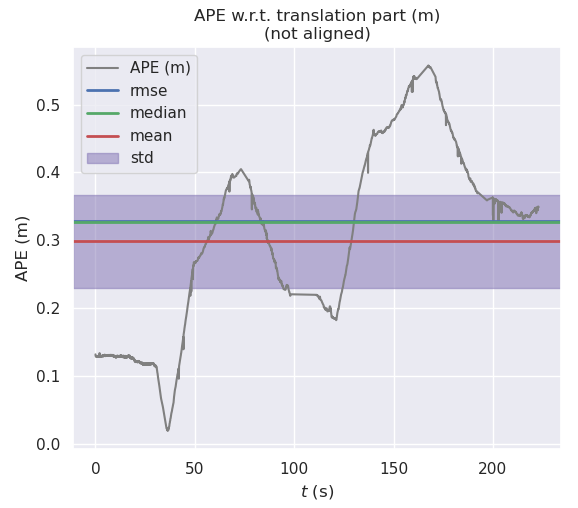 APE w.r.t. translation part (m)
(not aligned)
APE (m)
rmse
median
mean
std
APE (m)
0.5
0.4
0.3
0.2
0.1
0.0
0
50
100
150
200
t (s)